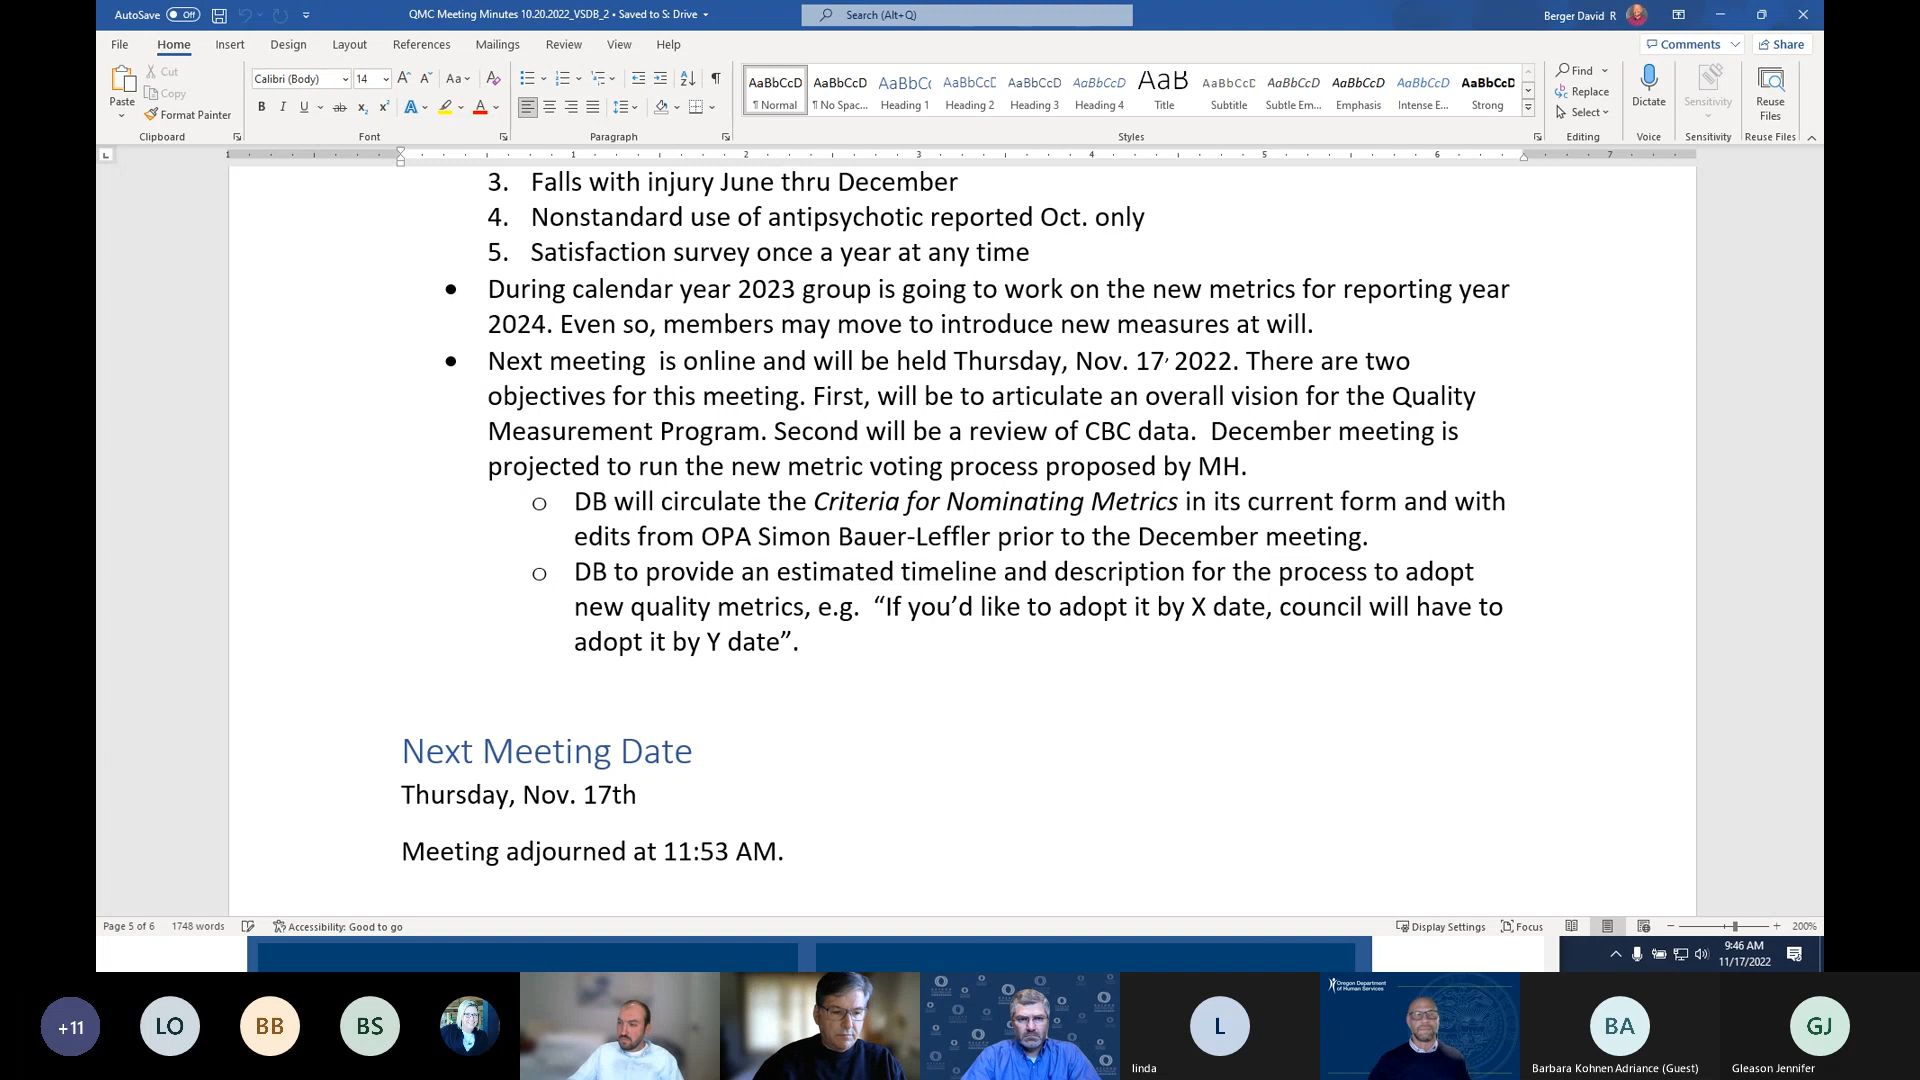 AutoSave Off QMC Meeting Minutes 10.20.2022_VSDB_2 • Saved to S: Drive Search (Alt+Q) Berger David R
File Home Insert Design Layout References Mailings Review View Help Comments Share
Paste Cut Copy Format Painter
Calibri (Body) 14
AaBbCcD AaBbCcD AaBbC AaBbCcD AaBbCcD AaBbCcD AaB AaBbCcD AaBbCcD AaBbCcD AaBbCcD AaBbCcD
¶ Normal ¶ No Spac... Heading 1 Heading 2 Heading 3 Heading 4 Title Subtitle Subtle Em... Emphasis Intense E... Strong
Find Replace Select Dictate Sensitivity Reuse Files
Clipboard Font Paragraph Styles Editing Voice Sensitivity Reuse Files
1 1 2 3 4 5 6 7
3. Falls with injury June thru December
4. Nonstandard use of antipsychotic reported Oct. only
5. Satisfaction survey once a year at any time
• During calendar year 2023 group is going to work on the new metrics for reporting year
2024. Even so, members may move to introduce new measures at will.
• Next meeting is online and will be held Thursday, Nov. 17, 2022. There are two
objectives for this meeting. First, will be to articulate an overall vision for the Quality
Measurement Program. Second will be a review of CBC data. December meeting is
projected to run the new metric voting process proposed by MH.
o DB will circulate the Criteria for Nominating Metrics in its current form and with
edits from OPA Simon Bauer-Leffler prior to the December meeting.
o DB to provide an estimated timeline and description for the process to adopt
new quality metrics, e.g. “If you’d like to adopt it by X date, council will have to
adopt it by Y date”.
Next Meeting Date
Thursday, Nov. 17th
Meeting adjourned at 11:53 AM.
Page 5 of 6 1748 words Accessibility: Good to go Display Settings Focus 200%
9:46 AM
11/17/2022
+11 LO BB BS L BA GJ
Oregon Department
of Human Services
linda Barbara Kohnen Adriance (Guest) Gleason Jennifer